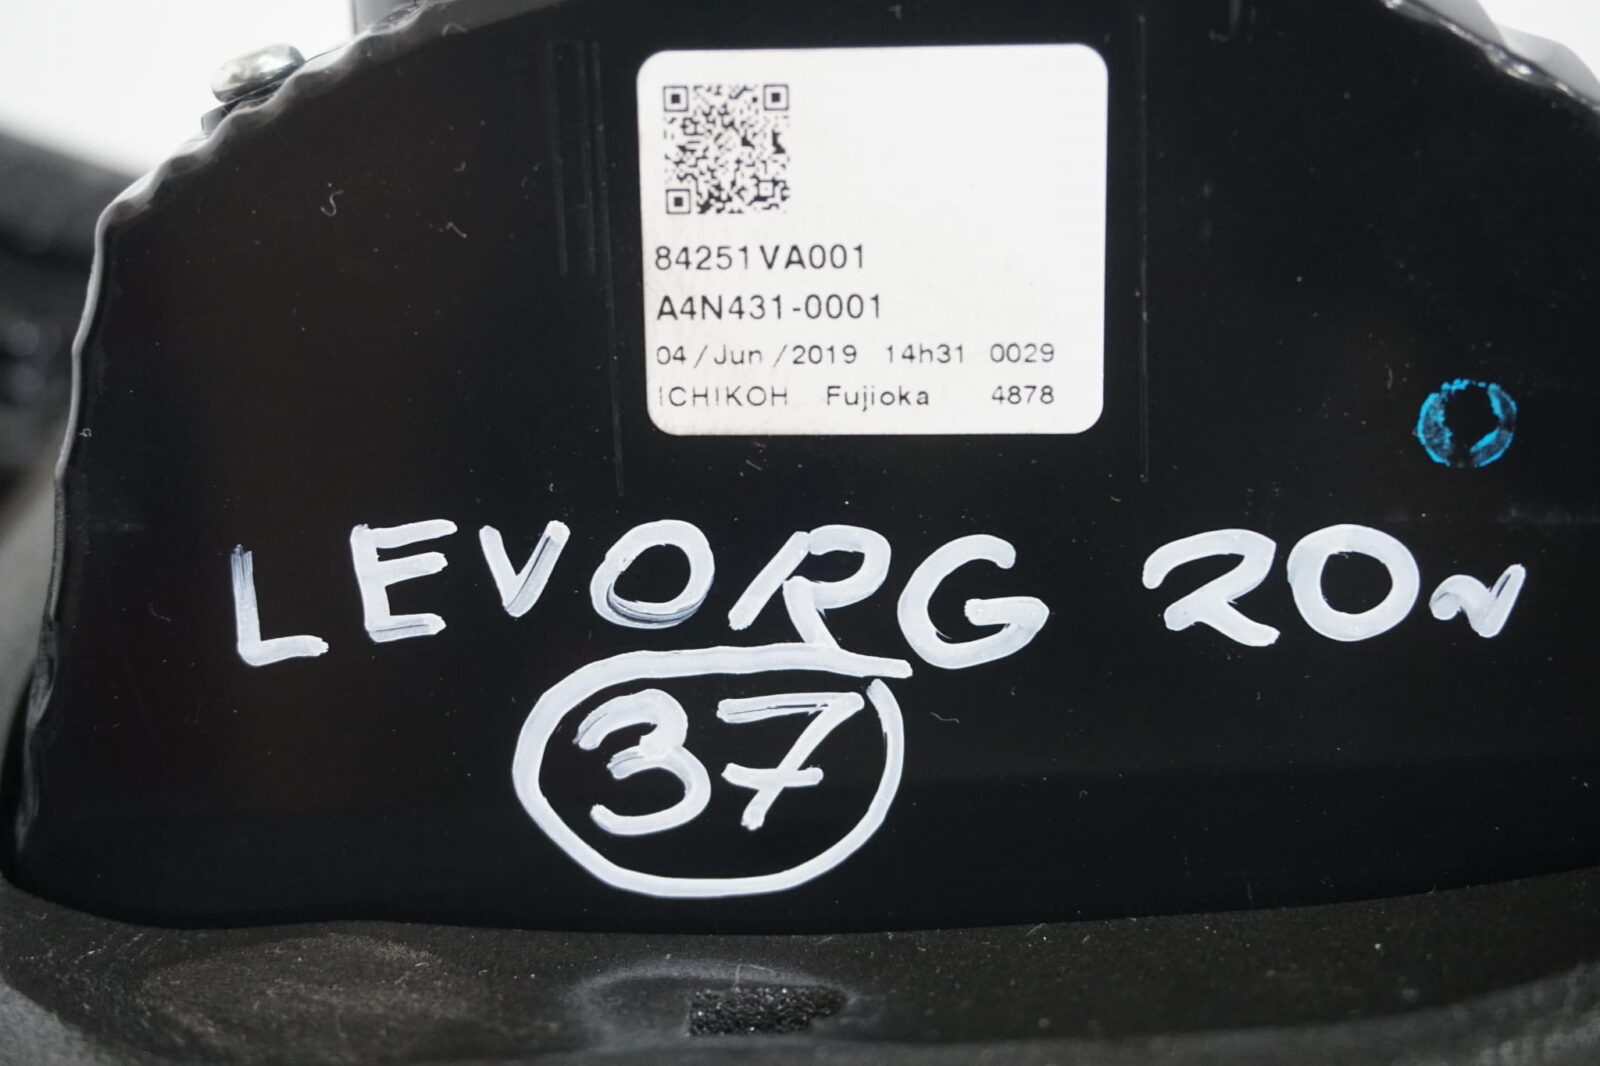 84251VA001
A4N431-0001
04/Jun/2019 14h31 0029
ICHIKOH Fujioka 4878
LEVORG 20~
37